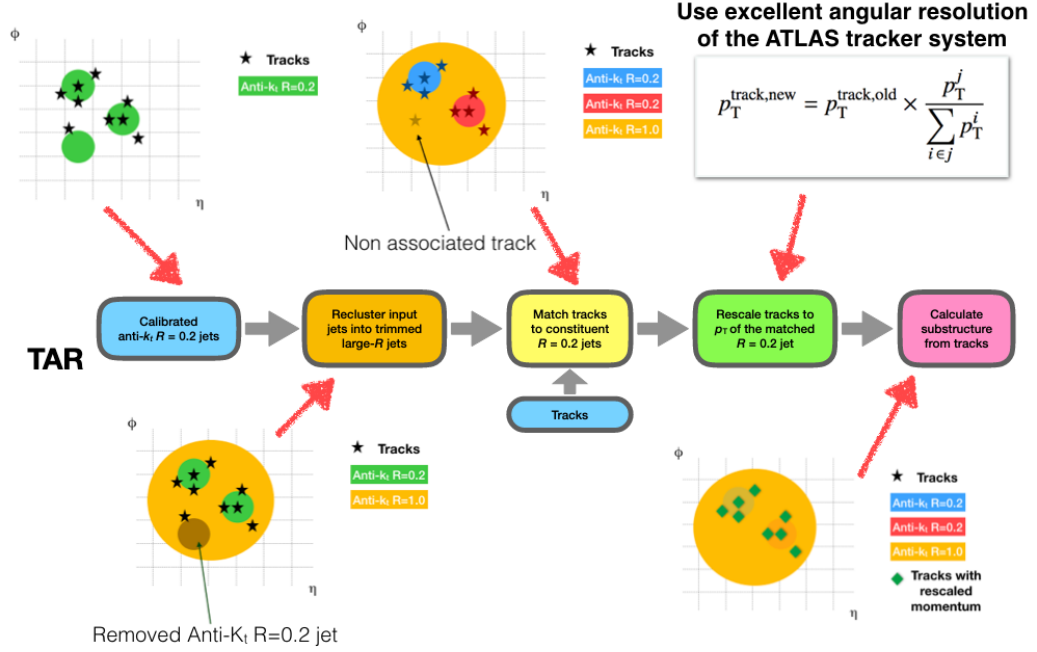 Use excellent angular resolution
of the ATLAS tracker system
ϕ
Tracks
Anti-kₜ R=0.2
η
ϕ
Tracks
Anti-kₜ R=0.2
Anti-kₜ R=0.2
Anti-kₜ R=1.0
η
Non associated track
p_T^{track,new} = p_T^{track,old} × p_T^j / ∑_{i∈j} p_T^i
TAR
Calibrated
anti-kₜ R = 0.2 jets
Recluster input
jets into trimmed
large-R jets
Match tracks
to constituent
R = 0.2 jets
Rescale tracks to
p_T of the matched
R = 0.2 jet
Calculate
substructure
from tracks
Tracks
ϕ
Tracks
Anti-kₜ R=0.2
Anti-kₜ R=1.0
η
Removed Anti-Kₜ R=0.2 jet
ϕ
Tracks
Anti-kₜ R=0.2
Anti-kₜ R=0.2
Anti-kₜ R=1.0
Tracks with
rescaled
momentum
η